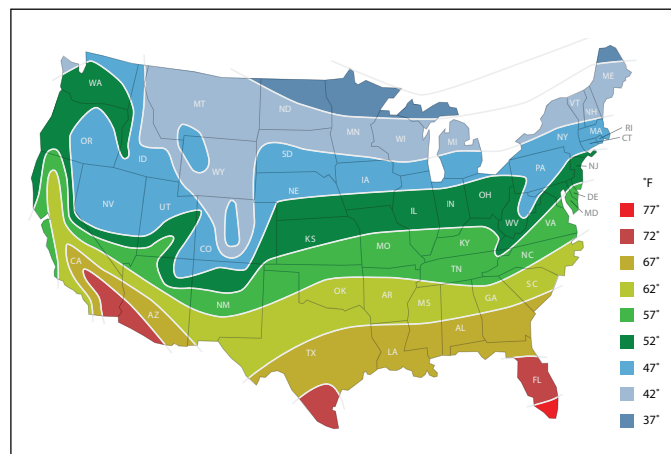 WA
MT
ND
ME
VT
NH
OR
ID
MN
WI
MI
NY
MA
RI
CT
SD
WY
NE
IA
PA
NJ
NV
UT
CO
IL
IN
OH
WV
DE
MD
VA
KS
MO
KY
CA
AZ
NM
OK
AR
TN
NC
SC
MS
GA
TX
LA
AL
FL
°F
77°
72°
67°
62°
57°
52°
47°
42°
37°